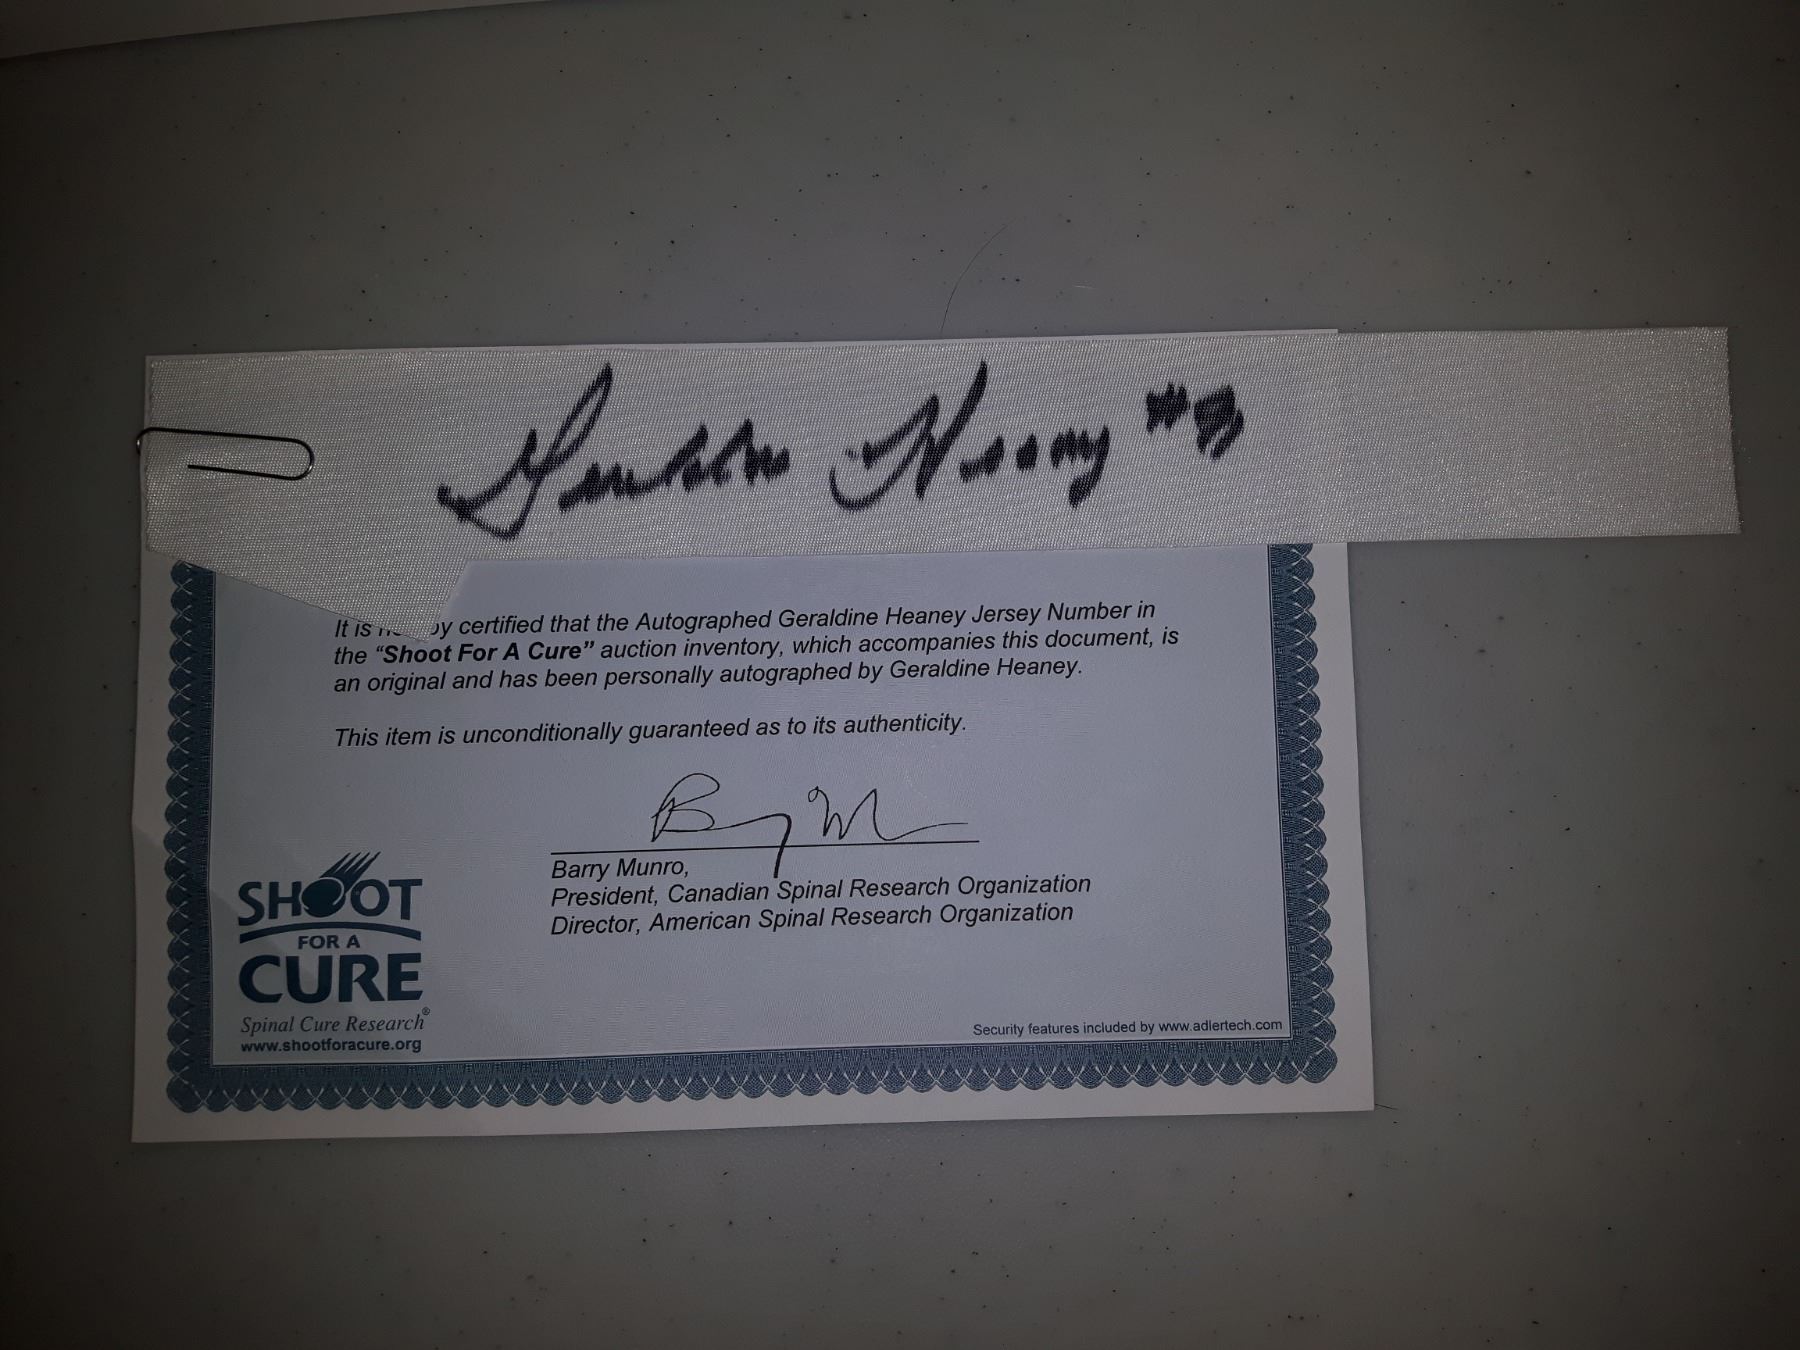 Geraldine Heaney #
It is by certified that the Autographed Geraldine Heaney Jersey Number in
the “Shoot For A Cure” auction inventory, which accompanies this document, is
an original and has been personally autographed by Geraldine Heaney.
This item is unconditionally guaranteed as to its authenticity.
Barry Munro,
President, Canadian Spinal Research Organization
Director, American Spinal Research Organization
SHOOT
FOR A
CURE
Spinal Cure Research®
www.shootforacure.org
Security features included by www.adlertech.com